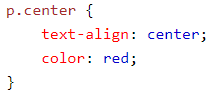 p.center {
    text-align: center;
    color: red;
}